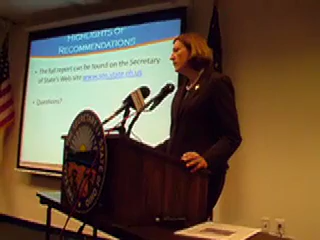 HIGHLIGHTS OF
RECOMMENDATIONS
• The full report can be found on the Secretary
of State's Web site www.sos.state.oh.us
• Questions?